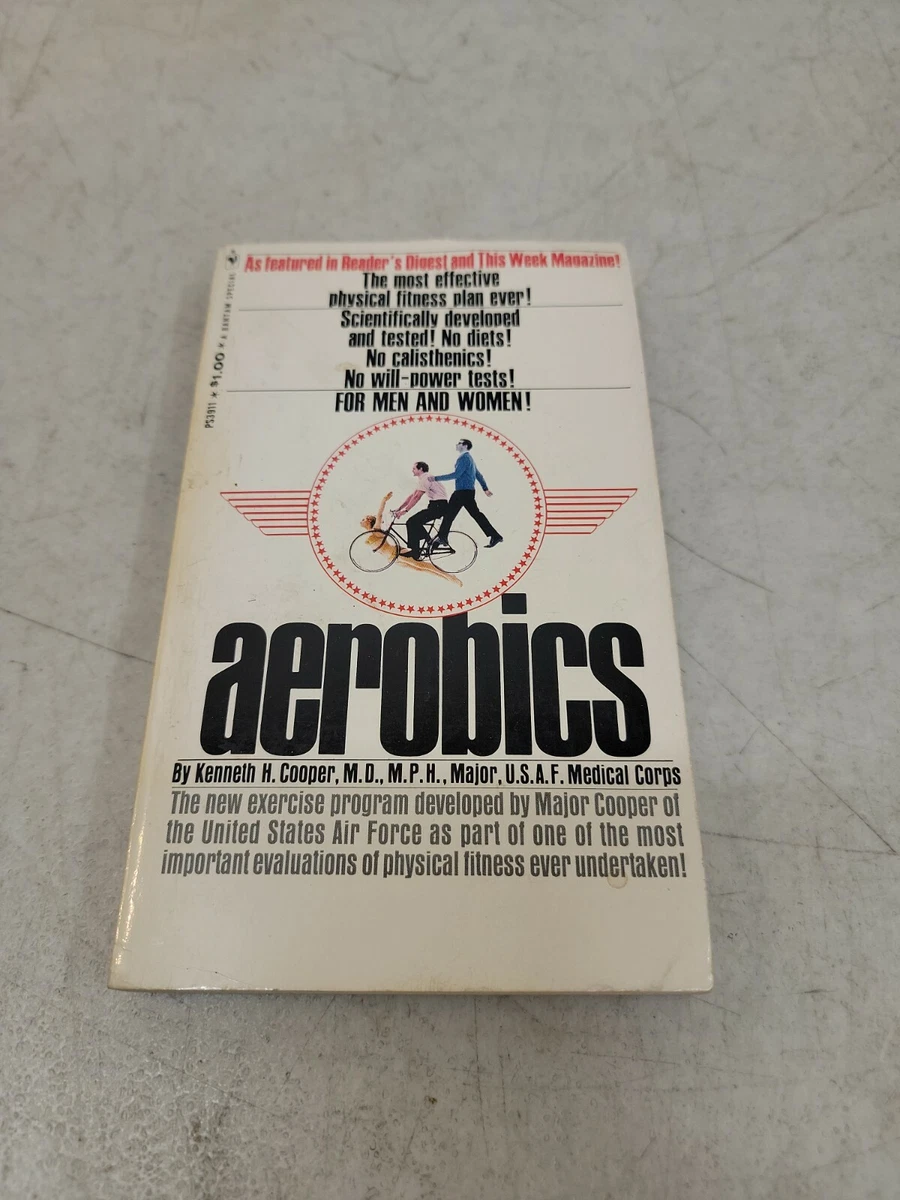 As featured in Reader's Digest and This Week Magazine!
The most effective
physical fitness plan ever!
Scientifically developed
and tested! No diets!
No calisthenics!
No will-power tests!
FOR MEN AND WOMEN!
PS3911 * $1.00 * A BANTAM SPECIAL
aerobics
By Kenneth H. Cooper, M.D., M.P.H., Major, U.S.A.F. Medical Corps
The new exercise program developed by Major Cooper of
the United States Air Force as part of one of the most
important evaluations of physical fitness ever undertaken!